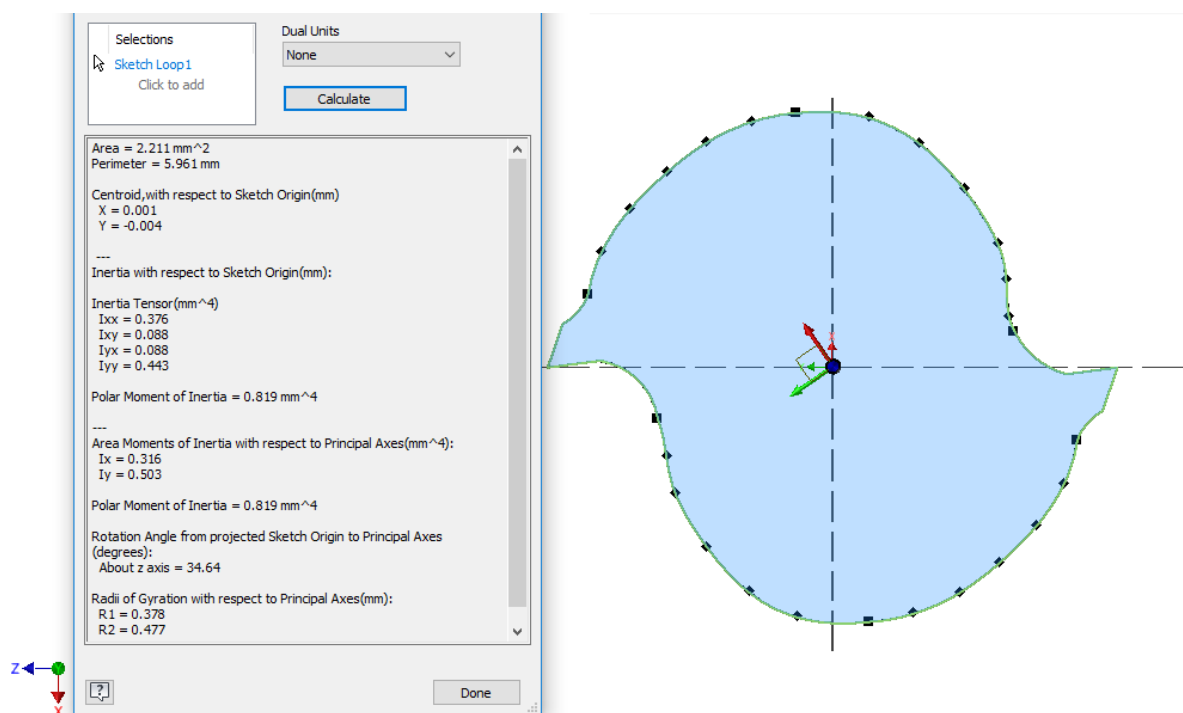 Selections
Sketch Loop1
Click to add
Dual Units
None
Calculate
Area = 2.211 mm^2
Perimeter = 5.961 mm
Centroid,with respect to Sketch Origin(mm)
X = 0.001
Y = -0.004
---
Inertia with respect to Sketch Origin(mm):
Inertia Tensor(mm^4)
Ixx = 0.376
Ixy = 0.088
Iyx = 0.088
Iyy = 0.443
Polar Moment of Inertia = 0.819 mm^4
---
Area Moments of Inertia with respect to Principal Axes(mm^4):
Ix = 0.316
Iy = 0.503
Polar Moment of Inertia = 0.819 mm^4
Rotation Angle from projected Sketch Origin to Principal Axes
(degrees):
About z axis = 34.64
Radii of Gyration with respect to Principal Axes(mm):
R1 = 0.378
R2 = 0.477
?
Done
Z
X